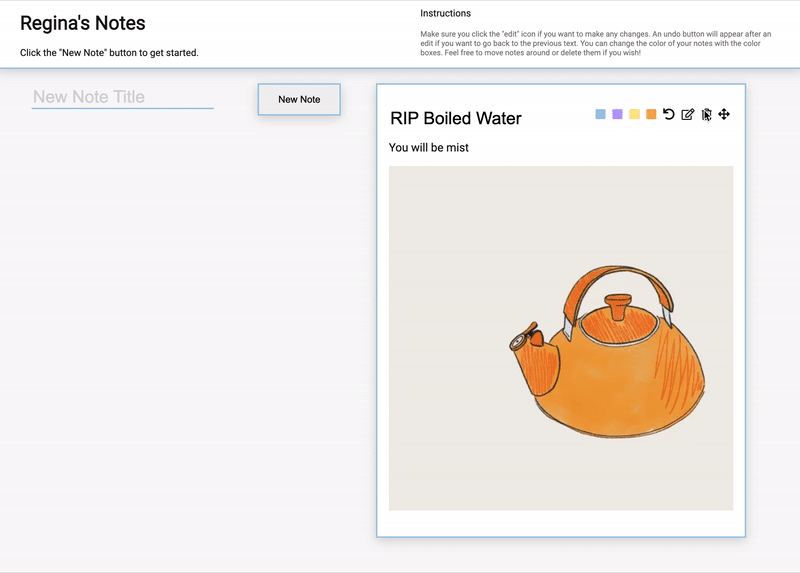 Regina's Notes
Click the "New Note" button to get started.
Instructions
Make sure you click the "edit" icon if you want to make any changes. An undo button will appear after an
edit if you want to go back to the previous text. You can change the color of your notes with the color
boxes. Feel free to move notes around or delete them if you wish!
New Note Title
New Note
RIP Boiled Water
You will be mist